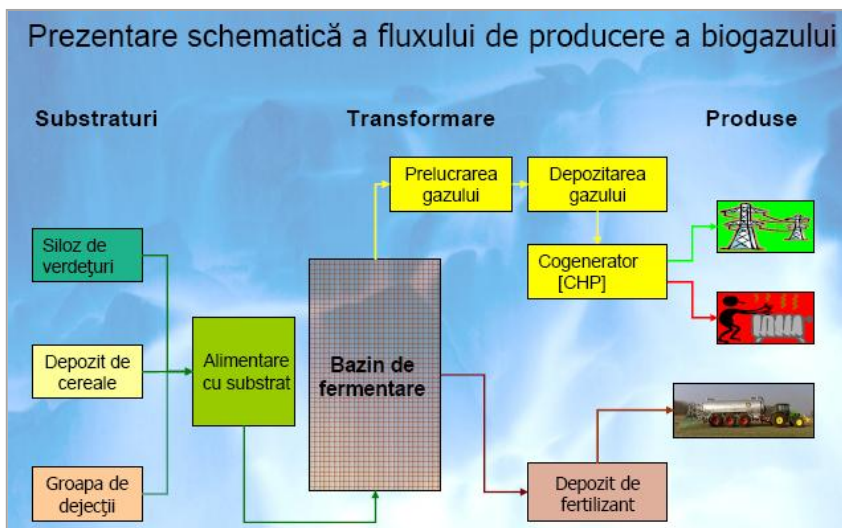 Prezentare schematică a fluxului de producere a biogazului
Substraturi
Transformare
Produse
Prelucrarea
gazului
Depozitarea
gazului
Siloz de
verdeţuri
Cogenerator
[CHP]
Depozit de
cereale
Alimentare
cu substrat
Bazin de
fermentare
Groapa de
dejecţii
Depozit de
fertilizant